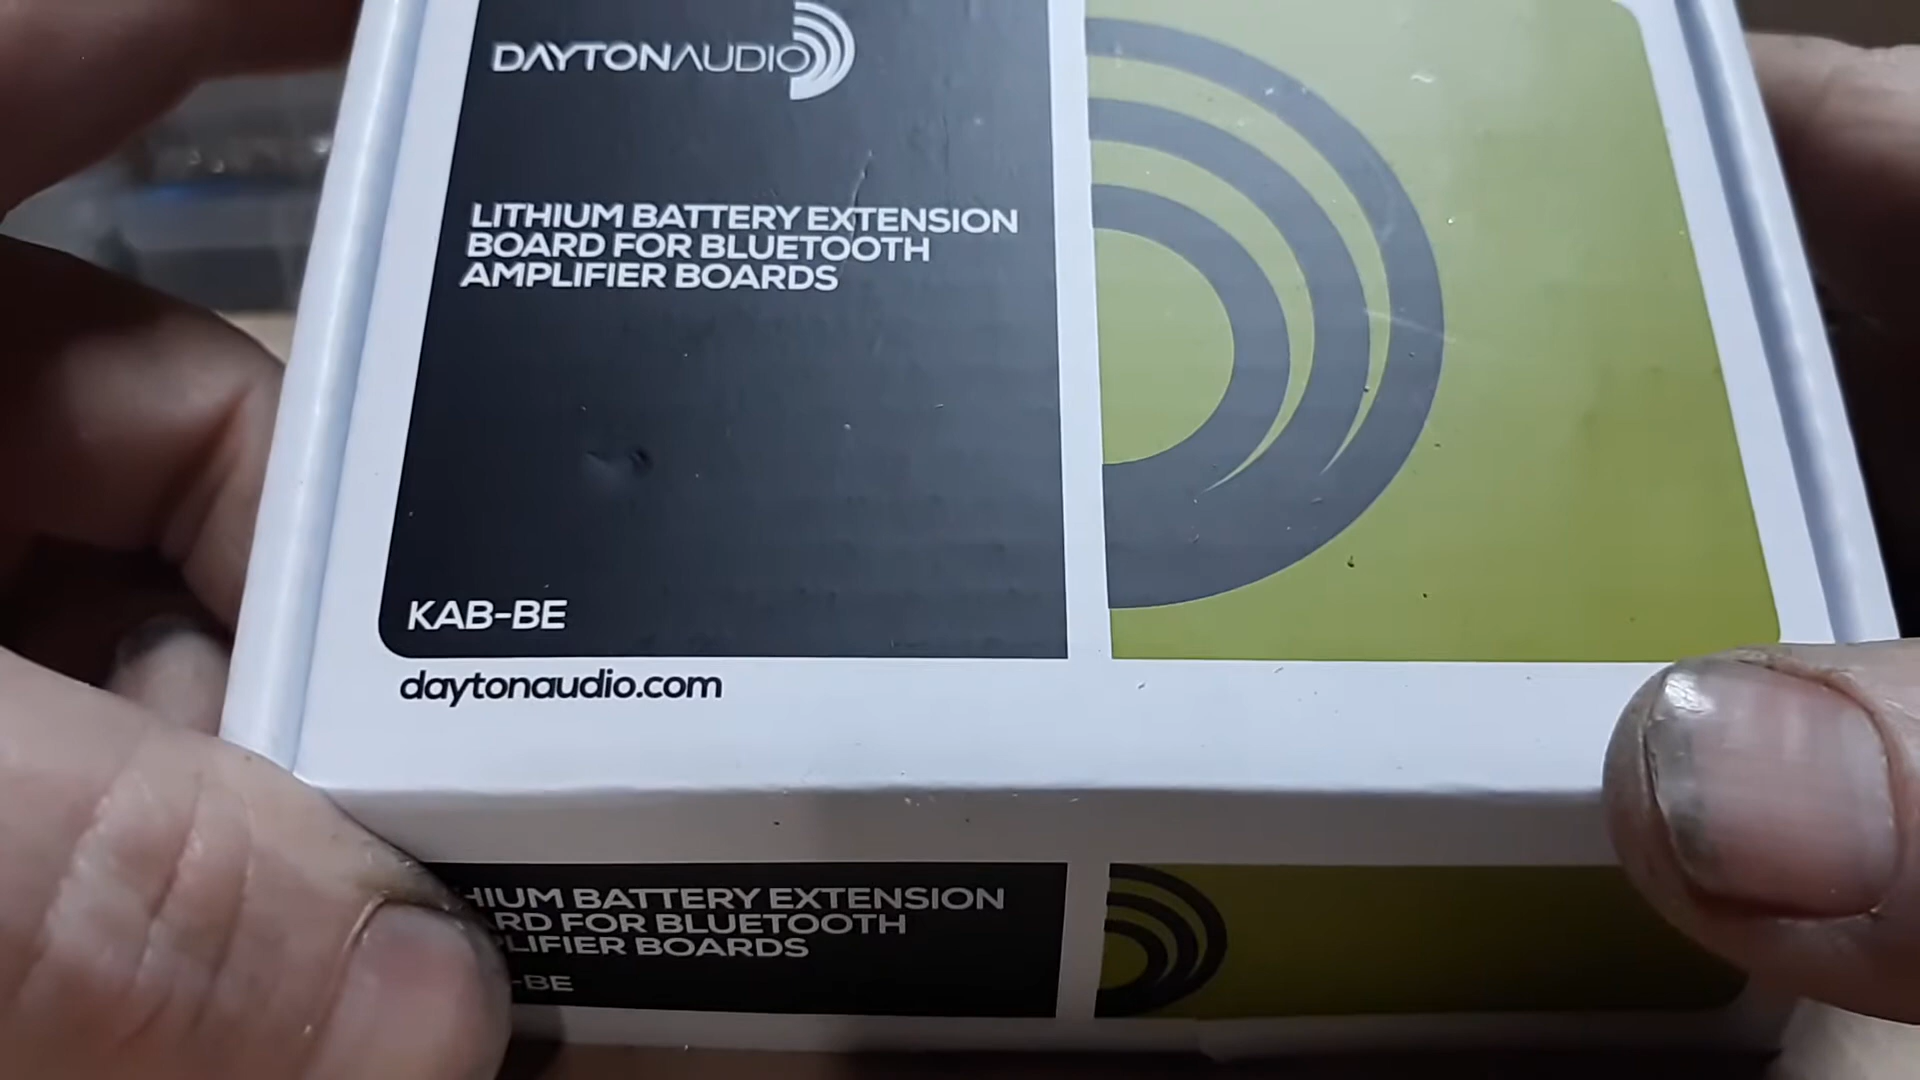 DAYTONAUDIO
LITHIUM BATTERY EXTENSION
BOARD FOR BLUETOOTH
AMPLIFIER BOARDS
KAB-BE
daytonaudio.com
HIUM BATTERY EXTENSION
RD FOR BLUETOOTH
PLIFIER BOARDS
-BE